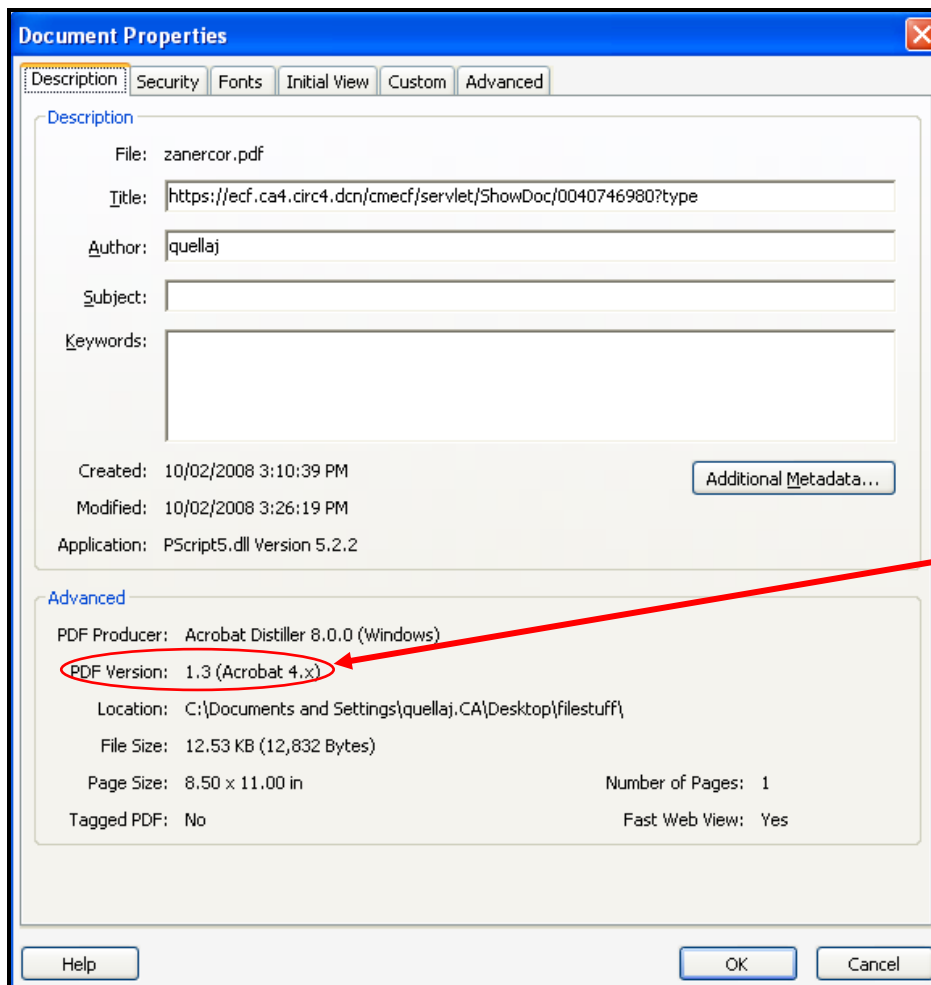 Document Properties
Description Security Fonts Initial View Custom Advanced
Description
File: zanercor.pdf
Title: https://ecf.ca4.circ4.dcn/cmecf/servlet/ShowDoc/0040746980?type
Author: quellaj
Subject:
Keywords:
Created: 10/02/2008 3:10:39 PM
Additional Metadata...
Modified: 10/02/2008 3:26:19 PM
Application: PScript5.dll Version 5.2.2
Advanced
PDF Producer: Acrobat Distiller 8.0.0 (Windows)
PDF Version: 1.3 (Acrobat 4.x)
Location: C:\Documents and Settings\quellaj.CA\Desktop\filestuff\
File Size: 12.53 KB (12,832 Bytes)
Page Size: 8.50 x 11.00 in Number of Pages: 1
Tagged PDF: No Fast Web View: Yes
Help OK Cancel